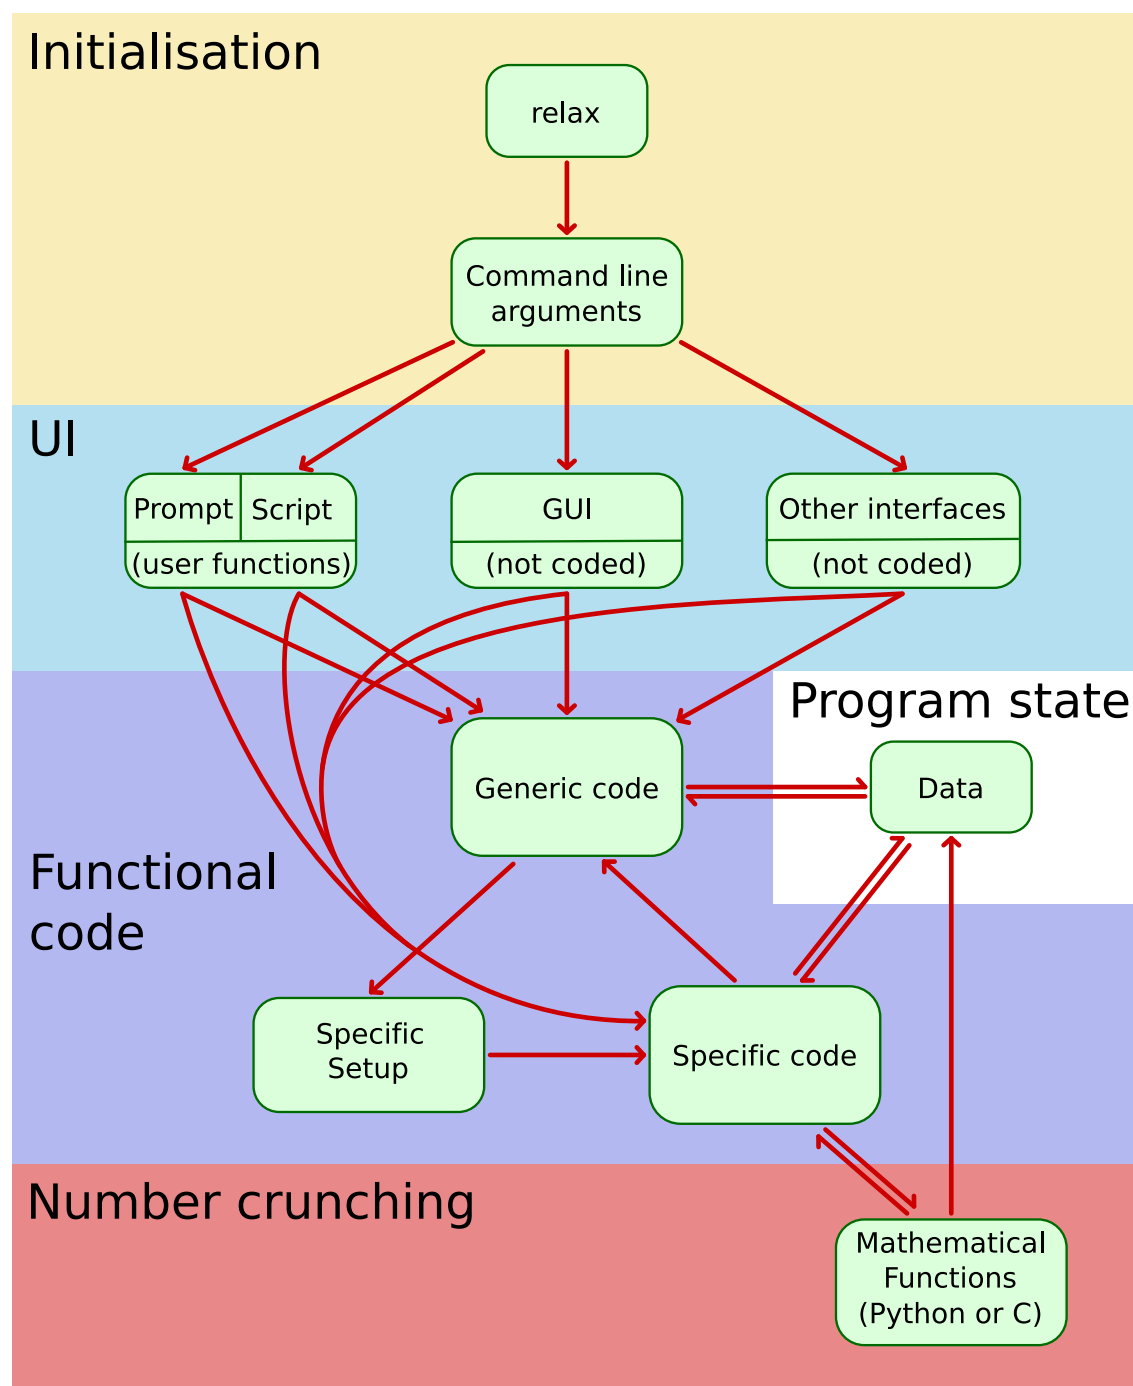 Initialisation
relax
Command line
arguments
UI
Prompt
Script
(user functions)
GUI
(not coded)
Other interfaces
(not coded)
Program state
Generic code
Data
Functional
code
Specific
Setup
Specific code
Number crunching
Mathematical
Functions
(Python or C)